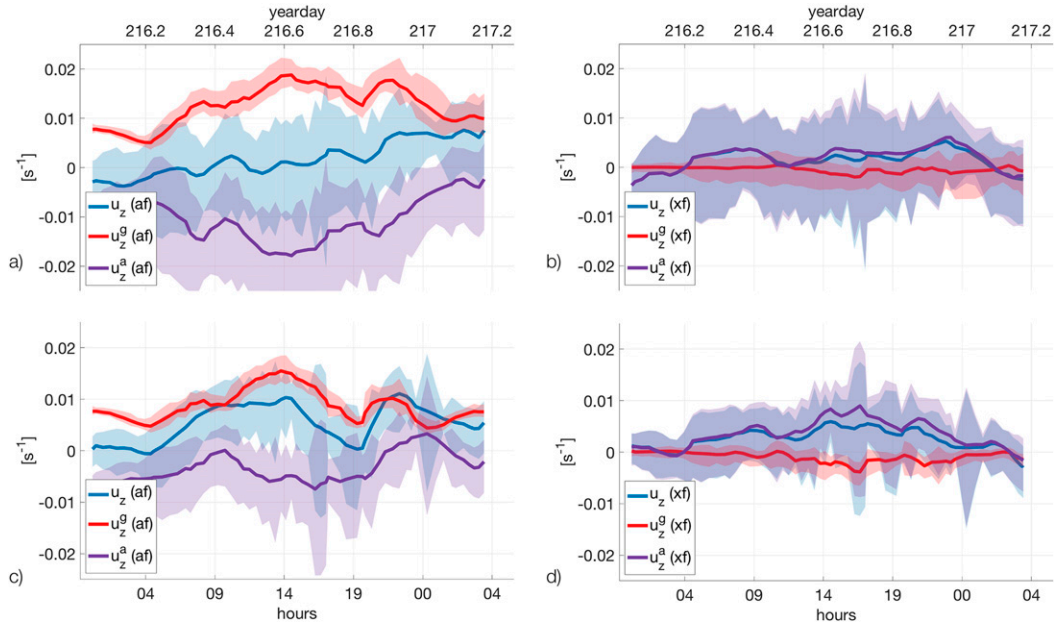 yearday
216.2 216.4 216.6 216.8 217 217.2
0.02
0.01
0
-0.01
-0.02
[s⁻¹]
u_z (af)
u_z^g (af)
u_z^a (af)
a)
yearday
216.2 216.4 216.6 216.8 217 217.2
0.02
0.01
0
-0.01
-0.02
[s⁻¹]
u_z (xf)
u_z^g (xf)
u_z^a (xf)
b)
0.02
0.01
0
-0.01
-0.02
[s⁻¹]
u_z (af)
u_z^g (af)
u_z^a (af)
c)
04 09 14 19 00 04
hours
0.02
0.01
0
-0.01
-0.02
[s⁻¹]
u_z (xf)
u_z^g (xf)
u_z^a (xf)
d)
04 09 14 19 00 04
hours